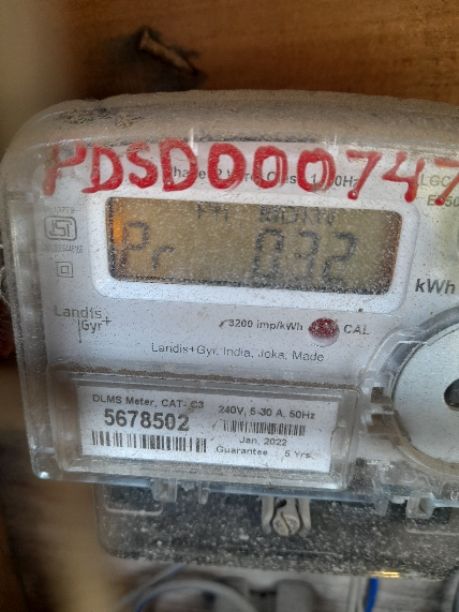 PDSD000747
LGC
Pr 032
kWh
Landis
Gyr+
3200 imp/kWh CAL
Landis+Gyr, India, Joka, Made
DLMS Meter, CAT- C3
5678502
240V, 5-30 A, 50Hz
Jan, 2022
Guarantee 5 Yrs.